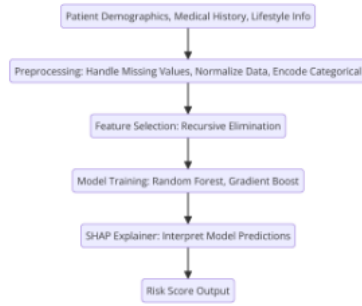 Patient Demographics, Medical History, Lifestyle Info
Preprocessing: Handle Missing Values, Normalize Data, Encode Categorical
Feature Selection: Recursive Elimination
Model Training: Random Forest, Gradient Boost
SHAP Explainer: Interpret Model Predictions
Risk Score Output